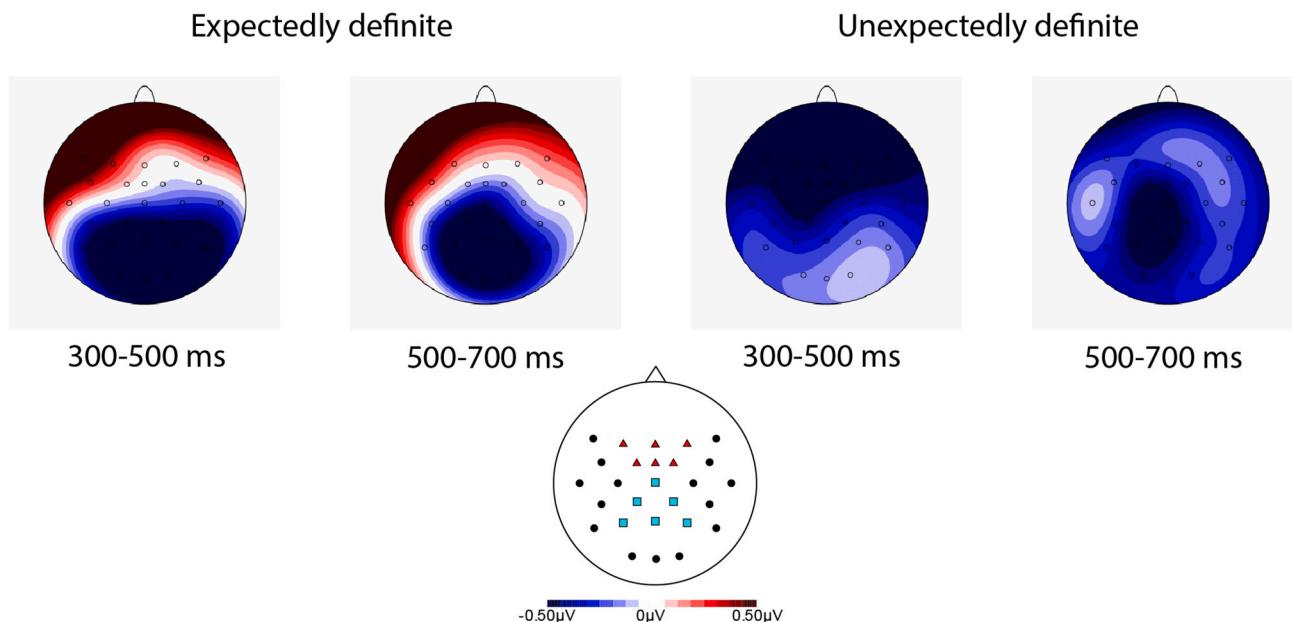 Expectedly definite
Unexpectedly definite
300-500 ms
500-700 ms
300-500 ms
500-700 ms
-0.50µV
0µV
0.50µV